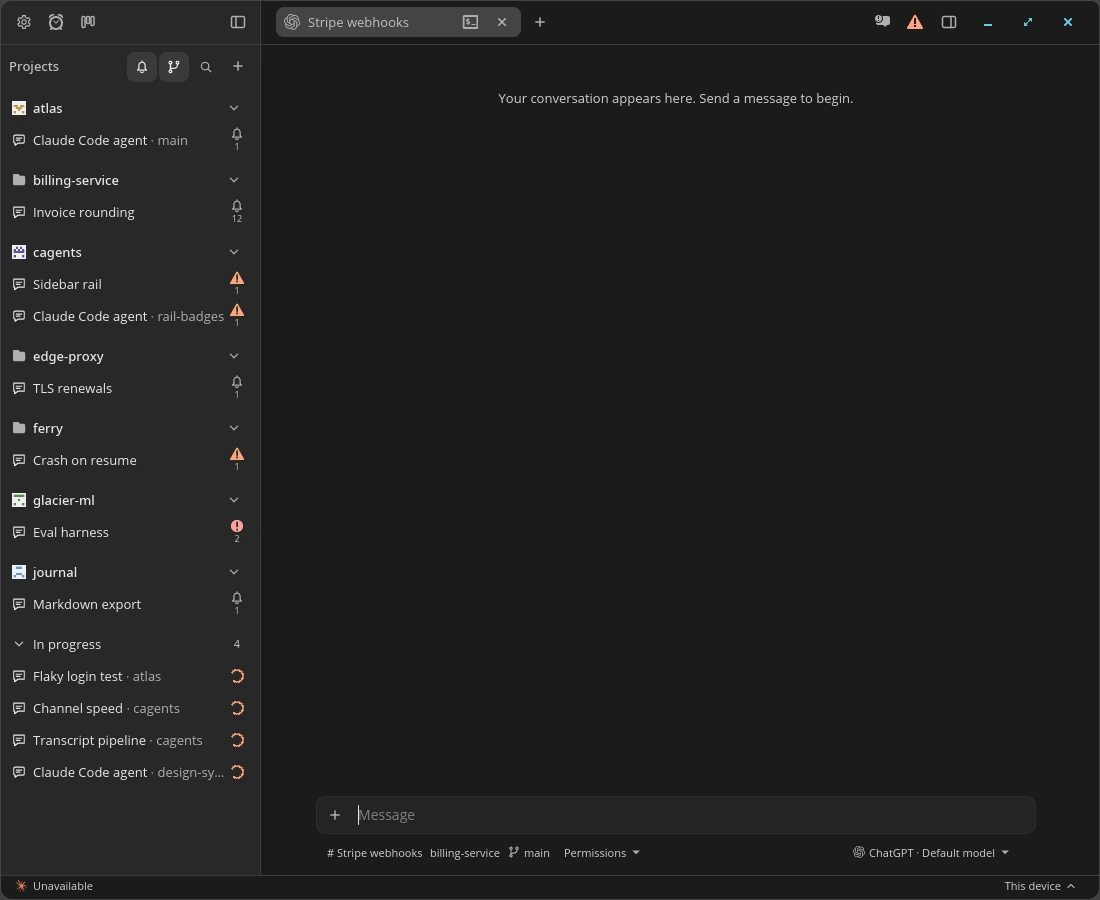 Stripe webhooks
Projects
atlas
Claude Code agent · main
1
billing-service
Invoice rounding
12
cagents
Sidebar rail
1
Claude Code agent · rail-badges
1
edge-proxy
TLS renewals
1
ferry
Crash on resume
1
glacier-ml
Eval harness
2
journal
Markdown export
1
In progress
4
Flaky login test · atlas
Channel speed · cagents
Transcript pipeline · cagents
Claude Code agent · design-sy...
Your conversation appears here. Send a message to begin.
Message
# Stripe webhooks billing-service main Permissions
ChatGPT · Default model
Unavailable
This device